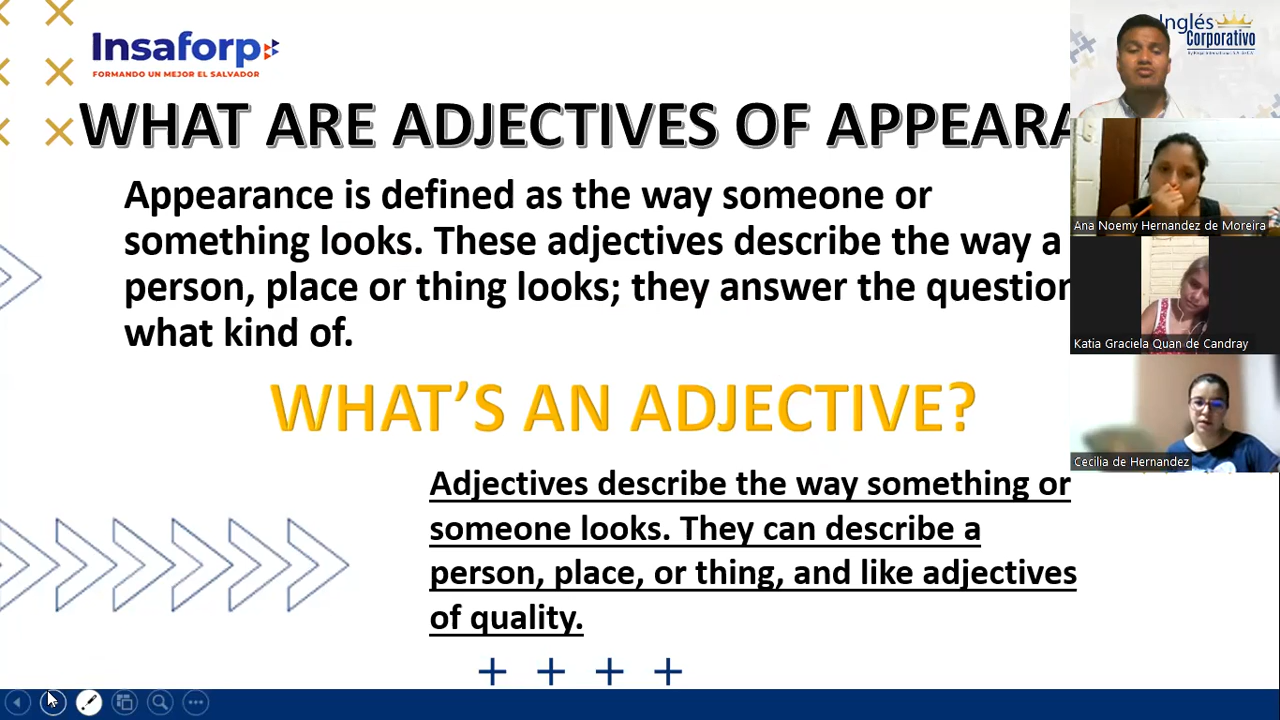 Insaforp
FORMANDO UN MEJOR EL SALVADOR
Inglés
Corporativo
WHAT ARE ADJECTIVES OF APPEARA
Appearance is defined as the way someone or
something looks. These adjectives describe the way a
person, place or thing looks; they answer the question
what kind of.
WHAT'S AN ADJECTIVE?
Adjectives describe the way something or
someone looks. They can describe a
person, place, or thing, and like adjectives
of quality.
Ana Noemy Hernandez de Moreira
Katia Graciela Quan de Candray
Cecilia de Hernandez